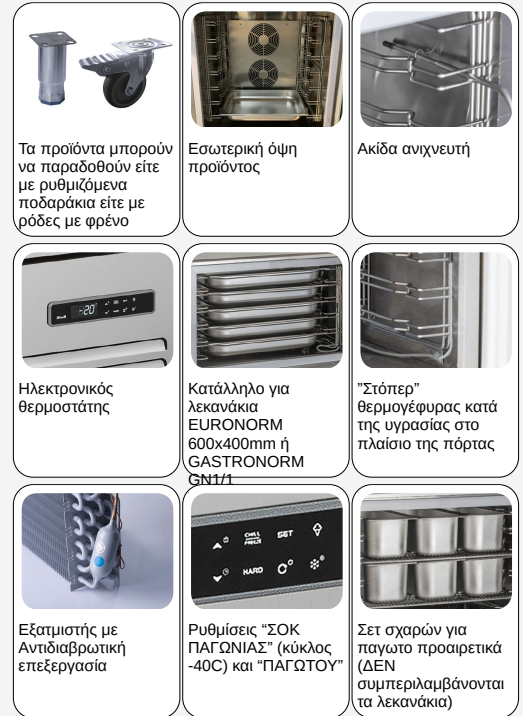 Τα προϊόντα μπορούν
να παραδοθούν είτε
με ρυθμιζόμενα
ποδαράκια είτε με
ρόδες με φρένο
Εσωτερική όψη
προϊόντος
Ακίδα ανιχνευτή
-20°
Ηλεκτρονικός
θερμοστάτης
Κατάλληλο για
λεκανάκια
EURONORM
600x400mm ή
GASTRONORM
GN1/1
”Στόπερ”
θερμογέφυρας κατά
της υγρασίας στο
πλαίσιο της πόρτας
Εξατμιστής με
Αντιδιαβρωτική
επεξεργασία
CHILL
FREEZE
SET
HARD
Ρυθμίσεις “ΣΟΚ
ΠΑΓΩΝΙΑΣ” (κύκλος
-40C) και “ΠΑΓΩΤΟΥ”
Σετ σχαρών για
παγωτο προαιρετικά
(ΔΕΝ
συμπεριλαμβάνονται
τα λεκανάκια)